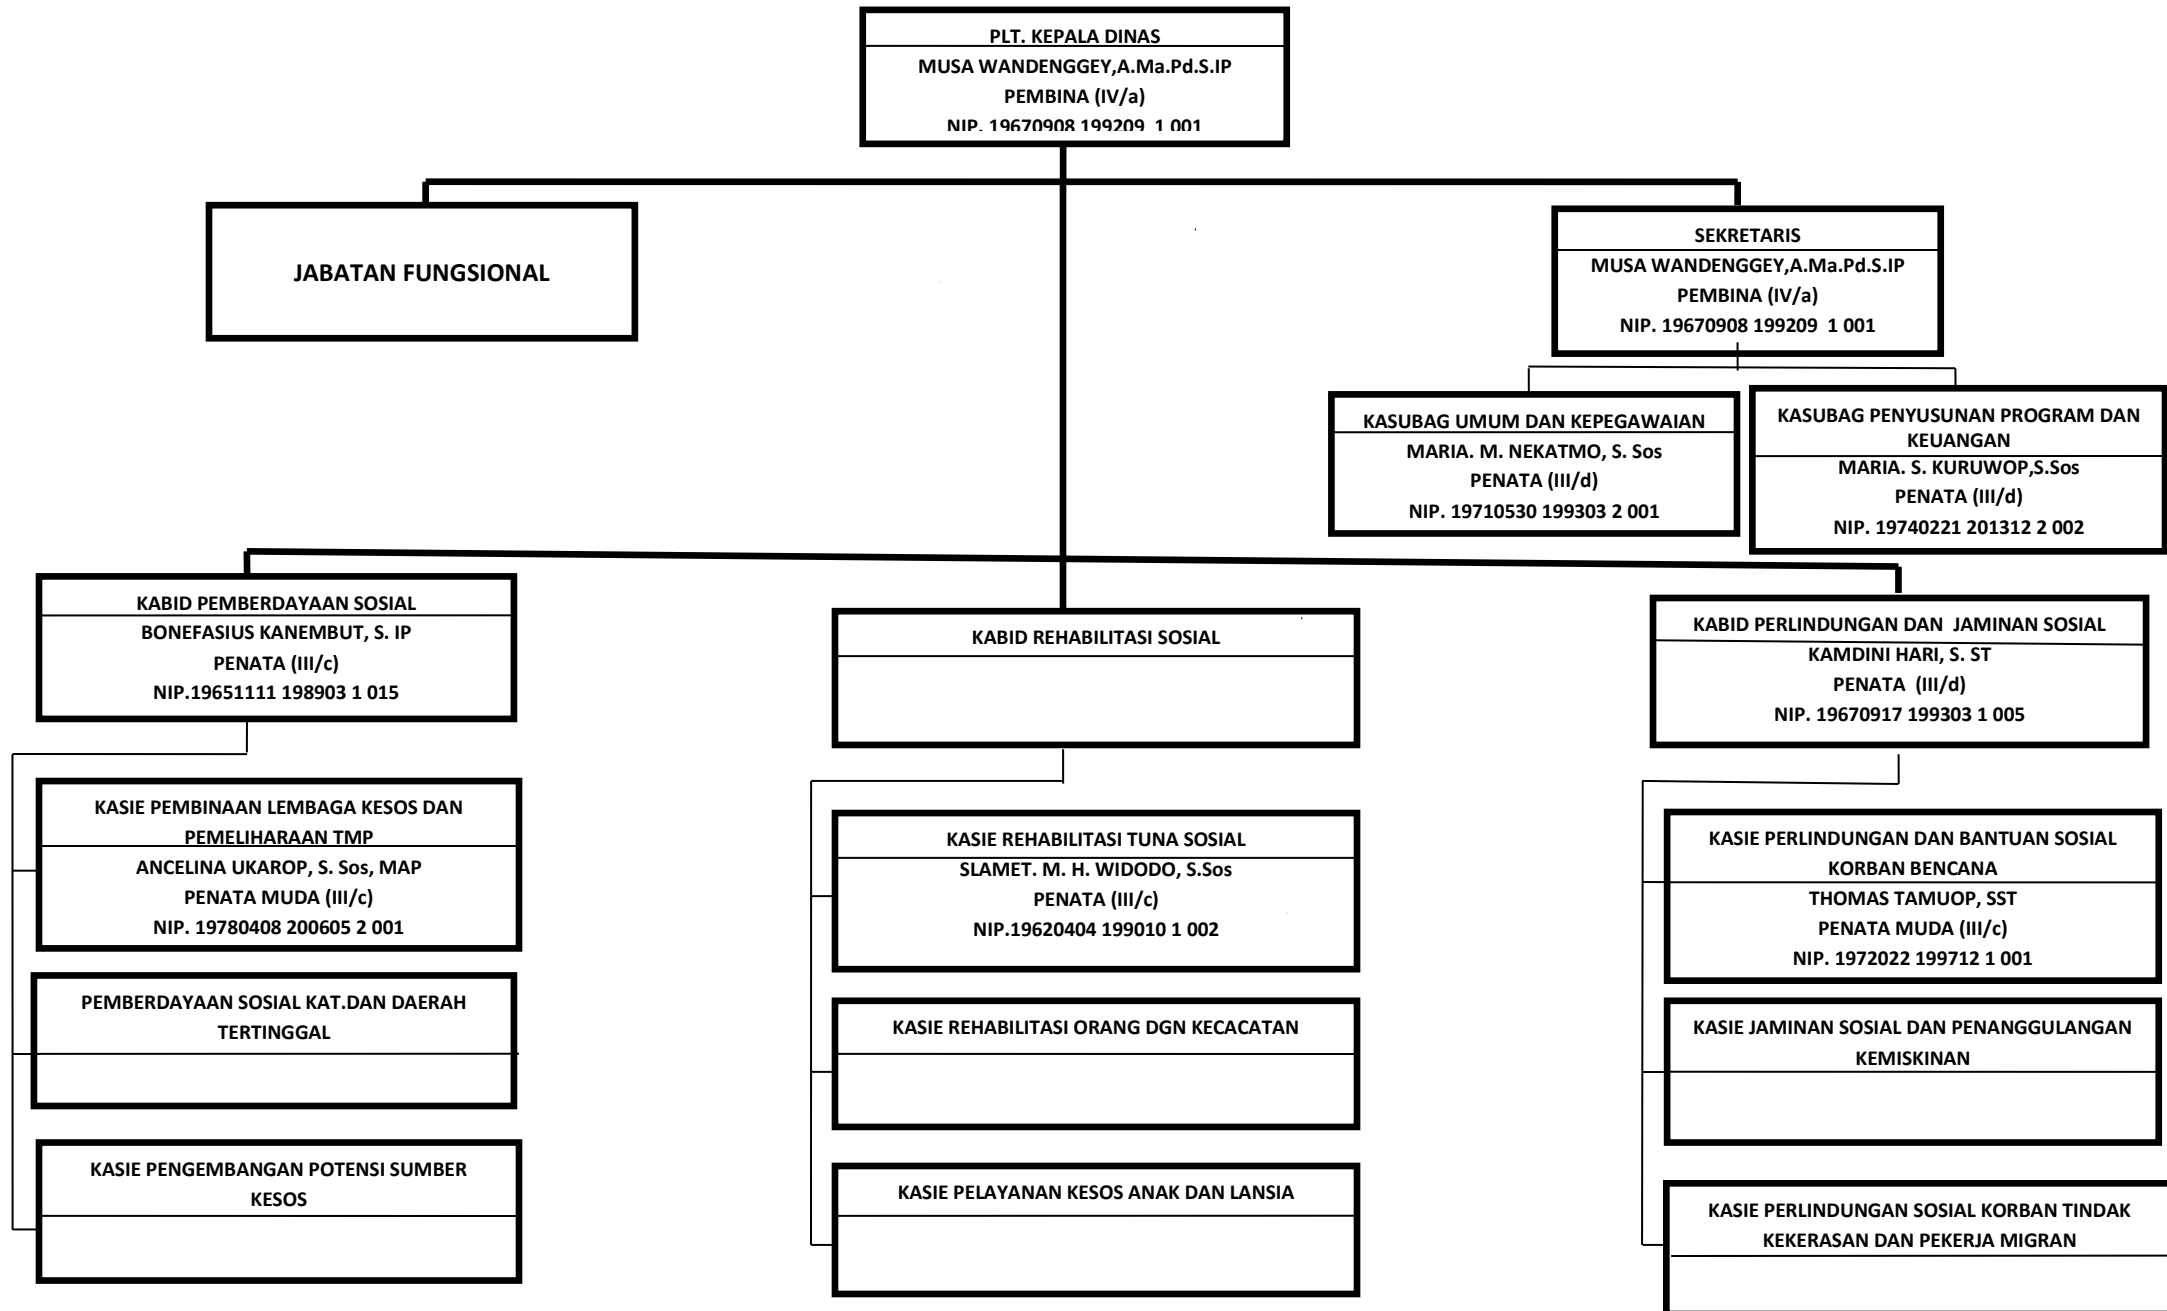 PLT. KEPALA DINAS
MUSA WANDENGGEY,A.Ma.Pd.S.IP
PEMBINA (IV/a)
NIP. 19670908 199209  1 001
JABATAN FUNGSIONAL
SEKRETARIS
MUSA WANDENGGEY,A.Ma.Pd.S.IP
PEMBINA (IV/a)
NIP. 19670908 199209  1 001
KASUBAG UMUM DAN KEPEGAWAIAN
MARIA. M. NEKATMO, S. Sos
PENATA (III/d)
NIP. 19710530 199303 2 001
KASUBAG PENYUSUNAN PROGRAM DAN
KEUANGAN
MARIA. S. KURUWOP,S.Sos
PENATA (III/d)
NIP. 19740221 201312 2 002
KABID PEMBERDAYAAN SOSIAL
BONEFASIUS KANEMBUT, S. IP
PENATA (III/c)
NIP.19651111 198903 1 015
KASIE PEMBINAAN LEMBAGA KESOS DAN
PEMELIHARAAN TMP
ANCELINA UKAROP, S. Sos, MAP
PENATA MUDA (III/c)
NIP. 19780408 200605 2 001
PEMBERDAYAAN SOSIAL KAT.DAN DAERAH
TERTINGGAL
KASIE PENGEMBANGAN POTENSI SUMBER
KESOS
KABID REHABILITASI SOSIAL
KASIE REHABILITASI TUNA SOSIAL
SLAMET. M. H. WIDODO, S.Sos
PENATA (III/c)
NIP.19620404 199010 1 002
KASIE REHABILITASI ORANG DGN KECACATAN
KASIE PELAYANAN KESOS ANAK DAN LANSIA
KABID PERLINDUNGAN DAN  JAMINAN SOSIAL
KAMDINI HARI, S. ST
PENATA  (III/d)
NIP. 19670917 199303 1 005
KASIE PERLINDUNGAN DAN BANTUAN SOSIAL
KORBAN BENCANA
THOMAS TAMUOP, SST
PENATA MUDA (III/c)
NIP. 1972022 199712 1 001
KASIE JAMINAN SOSIAL DAN PENANGGULANGAN
KEMISKINAN
KASIE PERLINDUNGAN SOSIAL KORBAN TINDAK
KEKERASAN DAN PEKERJA MIGRAN